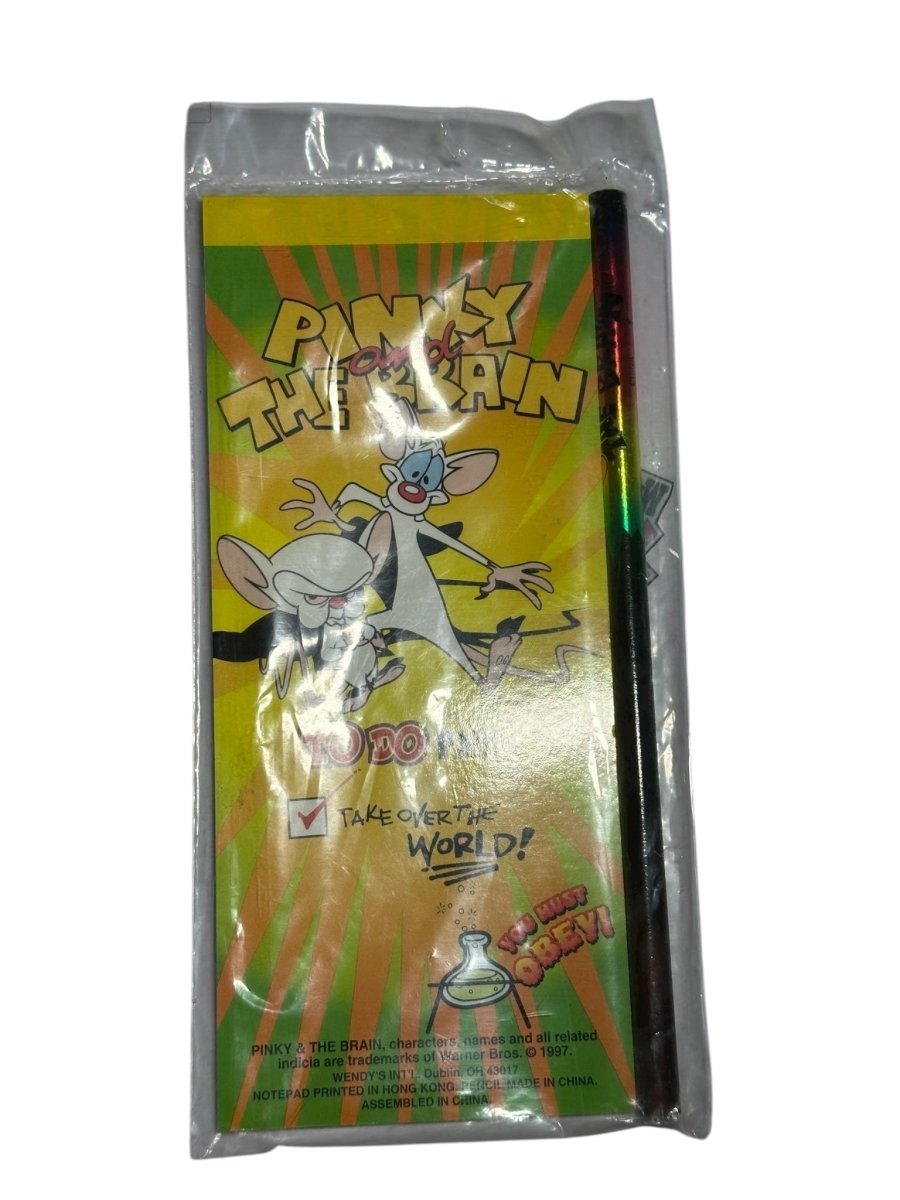 PINKY
and
THE BRAIN
TO DO
TAKE OVER THE
WORLD!
YOU MUST
OBEY!
PINKY & THE BRAIN, characters, names and all related
indicia are trademarks of Warner Bros. © 1997.
WENDY'S INT'L. Dublin, OH 43017
NOTEPAD PRINTED IN HONG KONG. PENCIL MADE IN CHINA.
ASSEMBLED IN CHINA.